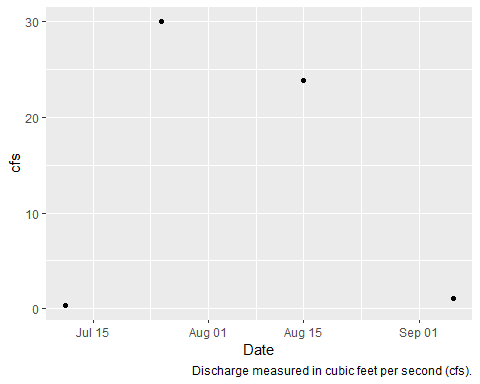 30
20
cfs
10
0
Jul 15 Aug 01 Aug 15 Sep 01
Date
Discharge measured in cubic feet per second (cfs).